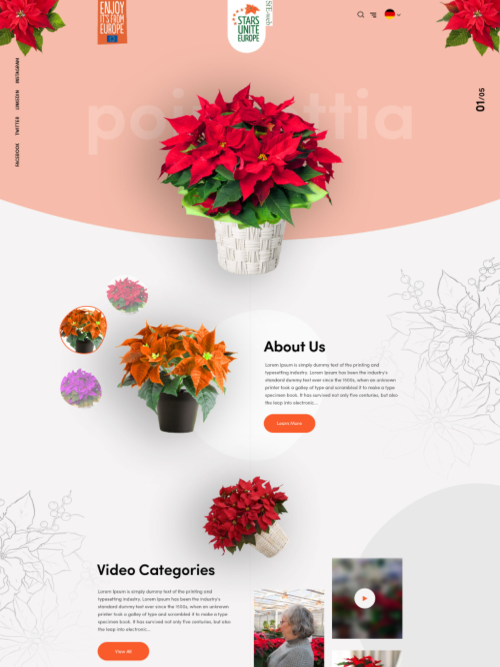 ENJOY
IT'S FROM
EUROPE
STARS
UNITE
EUROPE
INSTAGRAM
LINKEDIN
TWITTER
FACEBOOK
01/05
poinsettia
About Us
Lorem Ipsum is simply dummy text of the printing and
typesetting industry. Lorem Ipsum has been the industry's
standard dummy text ever since the 1500s, when an unknown
printer took a galley of type and scrambled it to make a type
specimen book. It has survived not only five centuries, but also
the leap into electronic...
Learn More
Video Categories
Lorem Ipsum is simply dummy text of the printing and
typesetting industry. Lorem Ipsum has been the industry's
standard dummy text ever since the 1500s, when an unknown
printer took a galley of type and scrambled it to make a type
specimen book. It has survived not only five centuries, but also
the leap into electronic...
View All